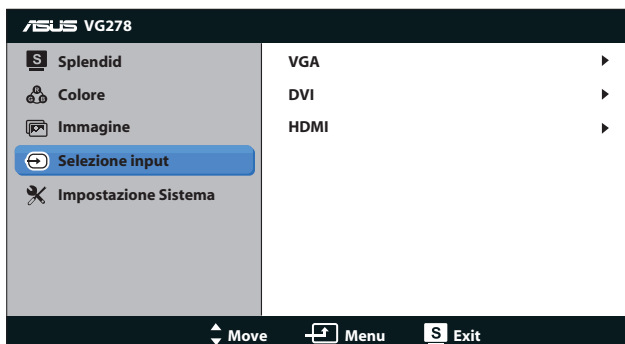 ASUS VG278
S Splendid
Colore
Immagine
Selezione input
Impostazione Sistema
VGA
DVI
HDMI
Move Menu S Exit